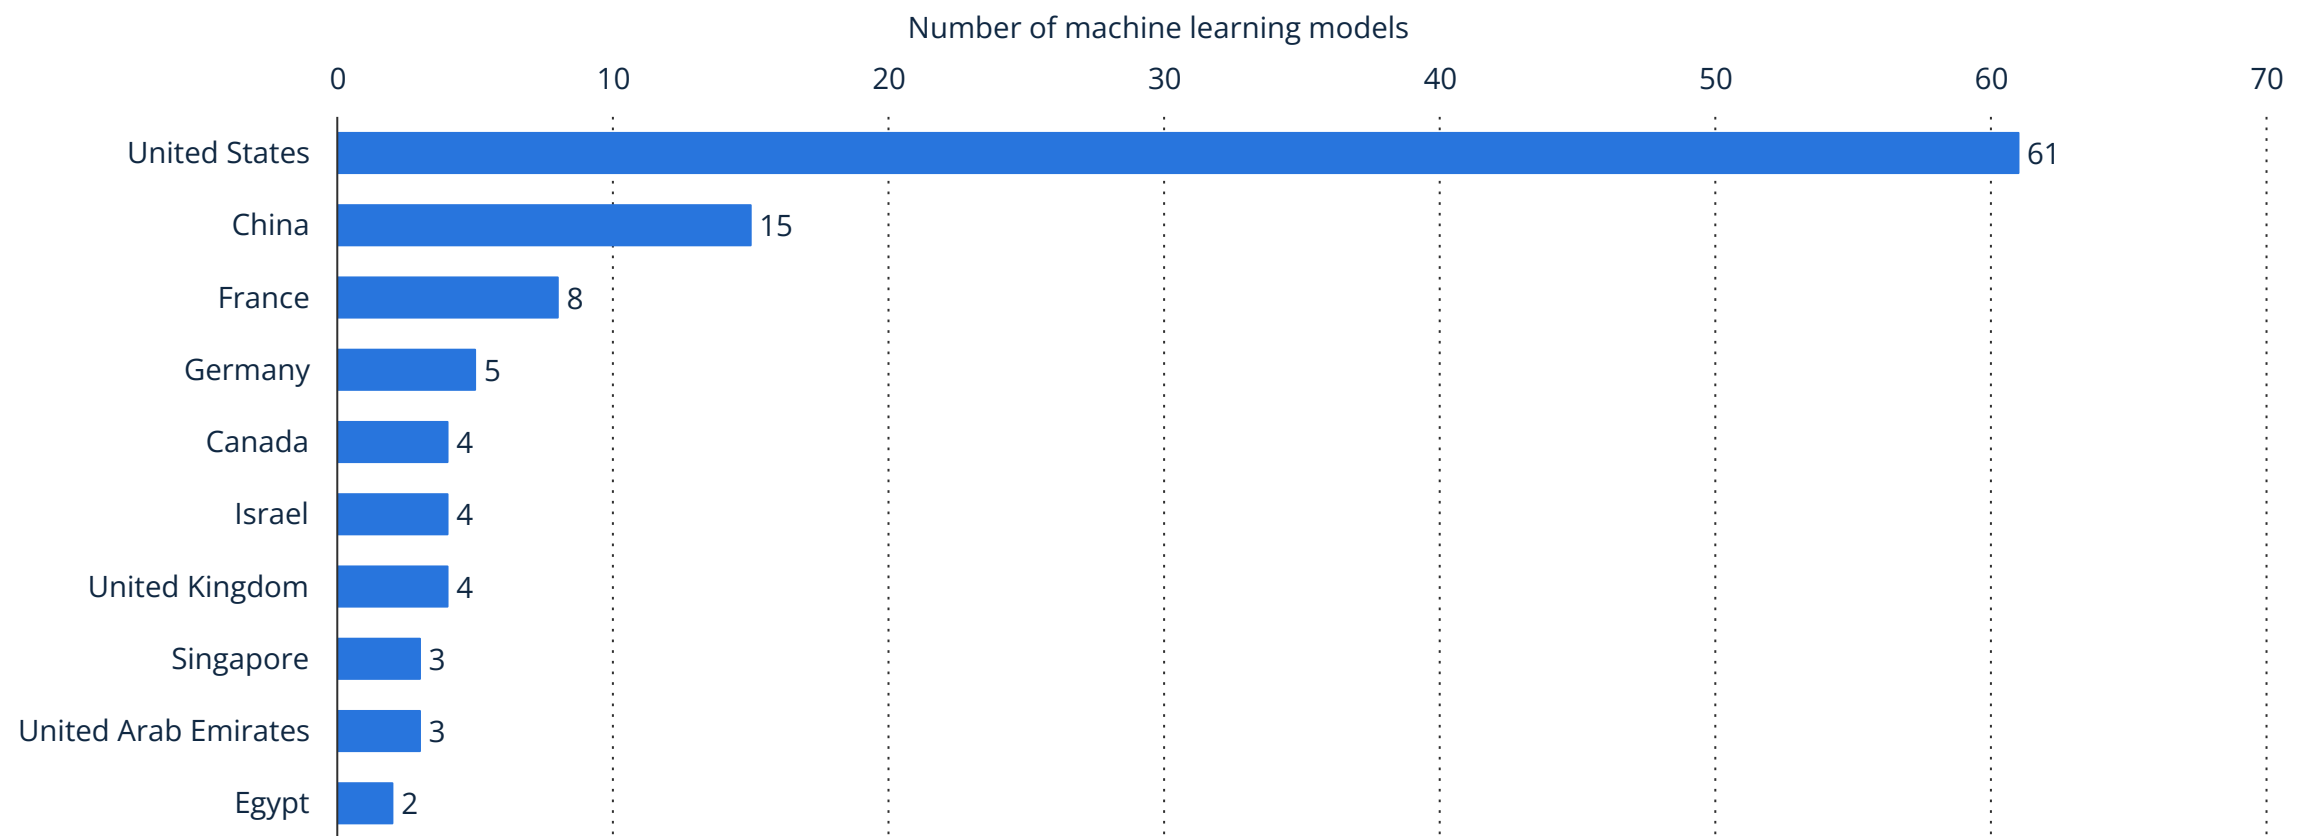 Number of machine learning models
0 10 20 30 40 50 60 70
United States 61
China 15
France 8
Germany 5
Canada 4
Israel 4
United Kingdom 4
Singapore 3
United Arab Emirates 3
Egypt 2